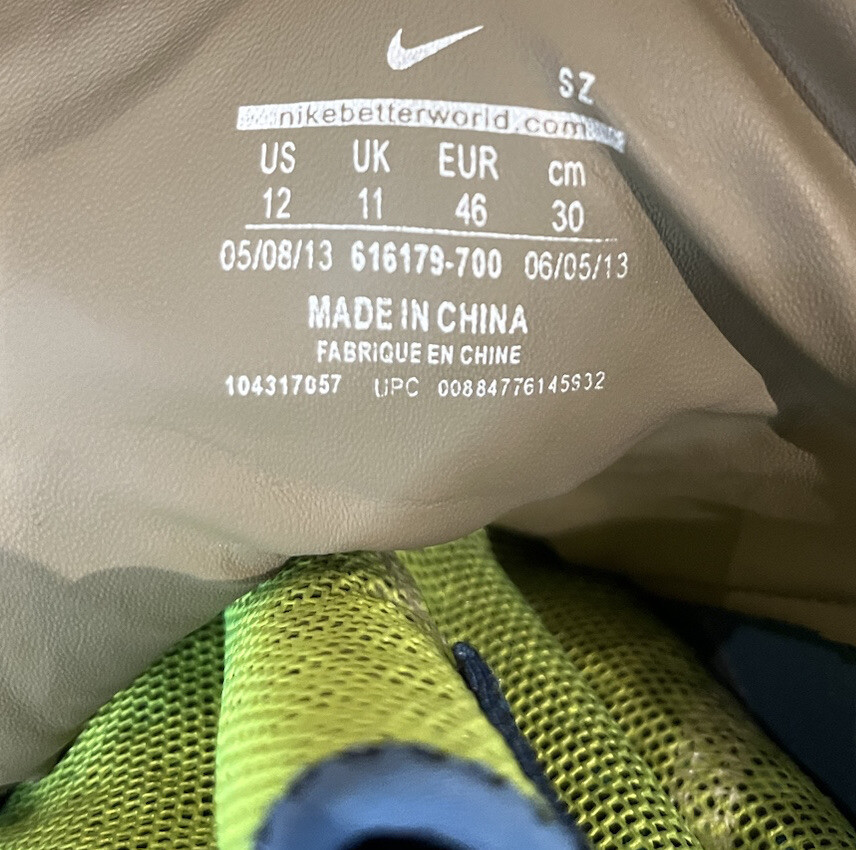 SZ
nikebetterworld.com
US UK EUR cm
12 11 46 30
05/08/13 616179-700 06/05/13
MADE IN CHINA
FABRIQUE EN CHINE
104317057 UPC 00884776145932